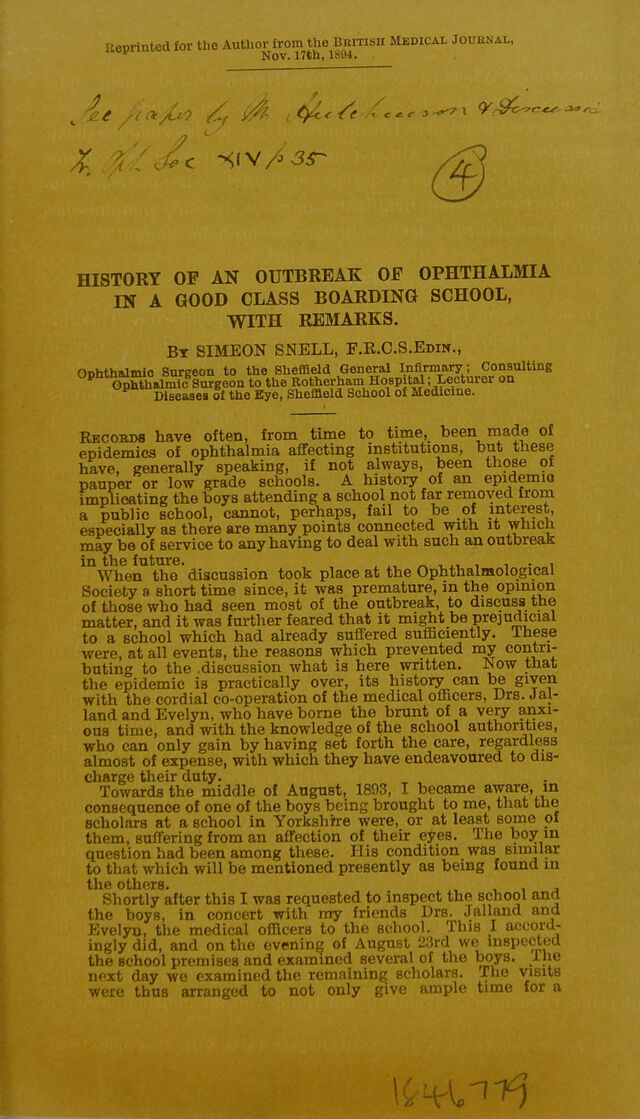 Reprinted for the Author from the BRITISH MEDICAL JOURNAL,
Nov. 17th, 1894.
See paper by Mr
Soc XIV p 35
4
HISTORY OF AN OUTBREAK OF OPHTHALMIA
IN A GOOD CLASS BOARDING SCHOOL,
WITH REMARKS.
BY SIMEON SNELL, F.R.C.S.EDIN.,
Ophthalmic Surgeon to the Sheffield General Infirmary; Consulting
Ophthalmic Surgeon to the Rotherham Hospital; Lecturer on
Diseases of the Eye, Sheffield School of Medicine.
RECORDS have often, from time to time, been made of
epidemics of ophthalmia affecting institutions, but these
have, generally speaking, if not always, been those of
pauper or low grade schools. A history of an epidemic
implicating the boys attending a school not far removed from
a public school, cannot, perhaps, fail to be of interest,
especially as there are many points connected with it which
may be of service to any having to deal with such an outbreak
in the future.
When the discussion took place at the Ophthalmological
Society a short time since, it was premature, in the opinion
of those who had seen most of the outbreak, to discuss the
matter, and it was further feared that it might be prejudicial
to a school which had already suffered sufficiently. These
were, at all events, the reasons which prevented my contri-
buting to the discussion what is here written. Now that
the epidemic is practically over, its history can be given
with the cordial co-operation of the medical officers, Drs. Jal-
land and Evelyn, who have borne the brunt of a very anxi-
ous time, and with the knowledge of the school authorities,
who can only gain by having set forth the care, regardless
almost of expense, with which they have endeavoured to dis-
charge their duty.
Towards the middle of August, 1893, I became aware, in
consequence of one of the boys being brought to me, that the
scholars at a school in Yorkshire were, or at least some of
them, suffering from an affection of their eyes. The boy in
question had been among these. His condition was similar
to that which will be mentioned presently as being found in
the others.
Shortly after this I was requested to inspect the school and
the boys, in concert with my friends Drs. Jalland and
Evelyn, the medical officers to the school. This I accord-
ingly did, and on the evening of August 23rd we inspected
the school premises and examined several of the boys. The
next day we examined the remaining scholars. The visits
were thus arranged to not only give ample time for a
1846779